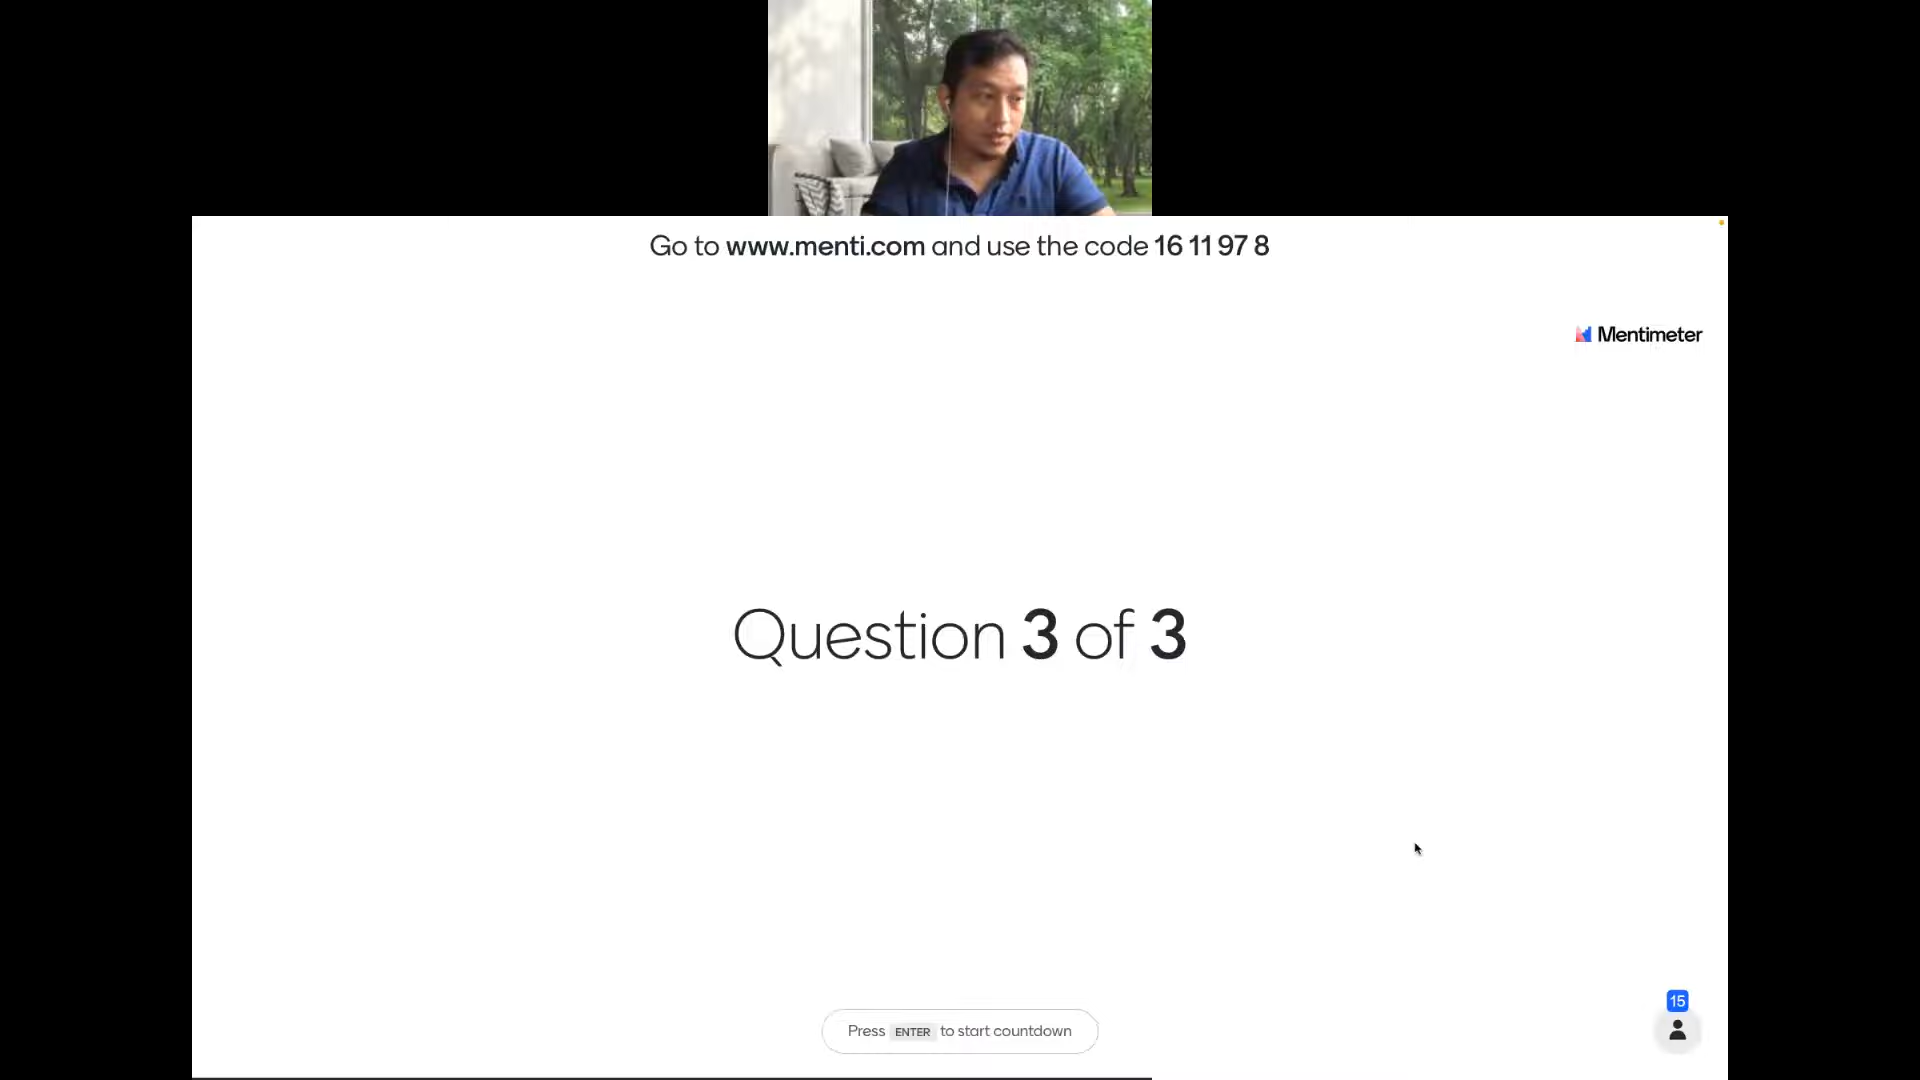 Go to www.menti.com and use the code 16 11 97 8
Mentimeter
Question 3 of 3
Press ENTER to start countdown
15